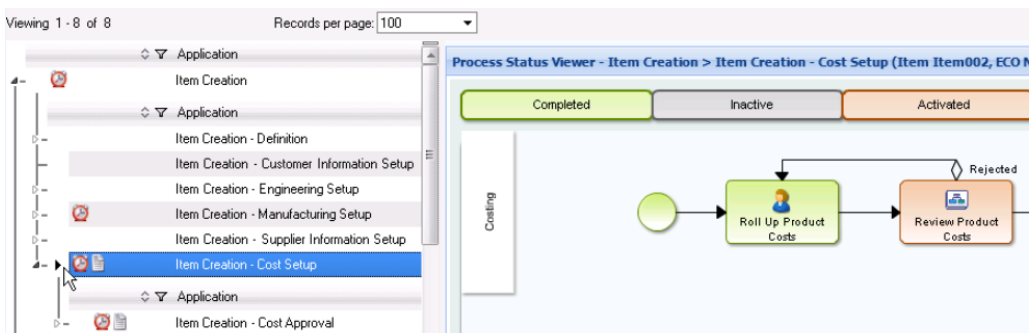 Viewing 1 - 8 of 8
Records per page: 100
Application
Item Creation
Application
Item Creation - Definition
Item Creation - Customer Information Setup
Item Creation - Engineering Setup
Item Creation - Manufacturing Setup
Item Creation - Supplier Information Setup
Item Creation - Cost Setup
Application
Item Creation - Cost Approval
Process Status Viewer - Item Creation > Item Creation - Cost Setup (Item Item002, ECO
Completed
Inactive
Activated
Costing
Rejected
Roll Up Product
Costs
Review Product
Costs